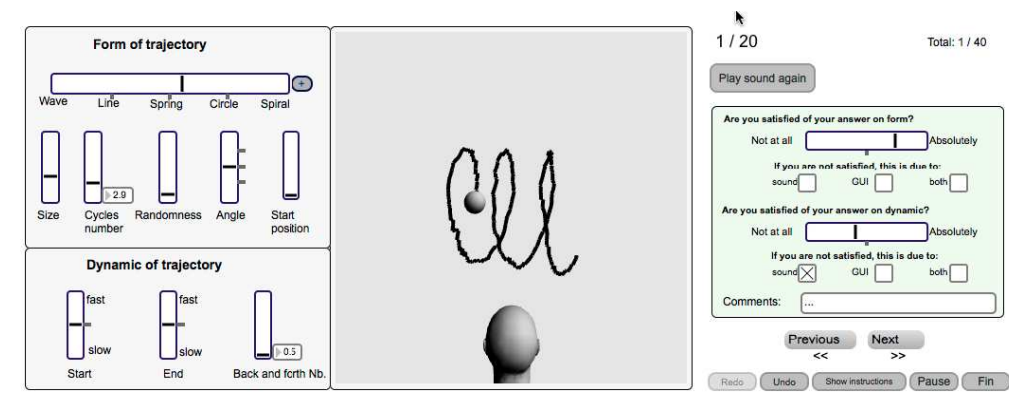 Form of trajectory
+
Wave Line Spring Circle Spiral
2.9
Size Cycles number Randomness Angle Start position
Dynamic of trajectory
fast fast
slow slow
0.5
Start End Back and forth Nb.
1 / 20 Total: 1 / 40
Play sound again
Are you satisfied of your answer on form?
Not at all Absolutely
If you are not satisfied, this is due to:
sound GUI both
Are you satisfied of your answer on dynamic?
Not at all Absolutely
If you are not satisfied, this is due to:
sound GUI both
Comments: ...
Previous Next
<< >>
Redo Undo Show instructions Pause Fin